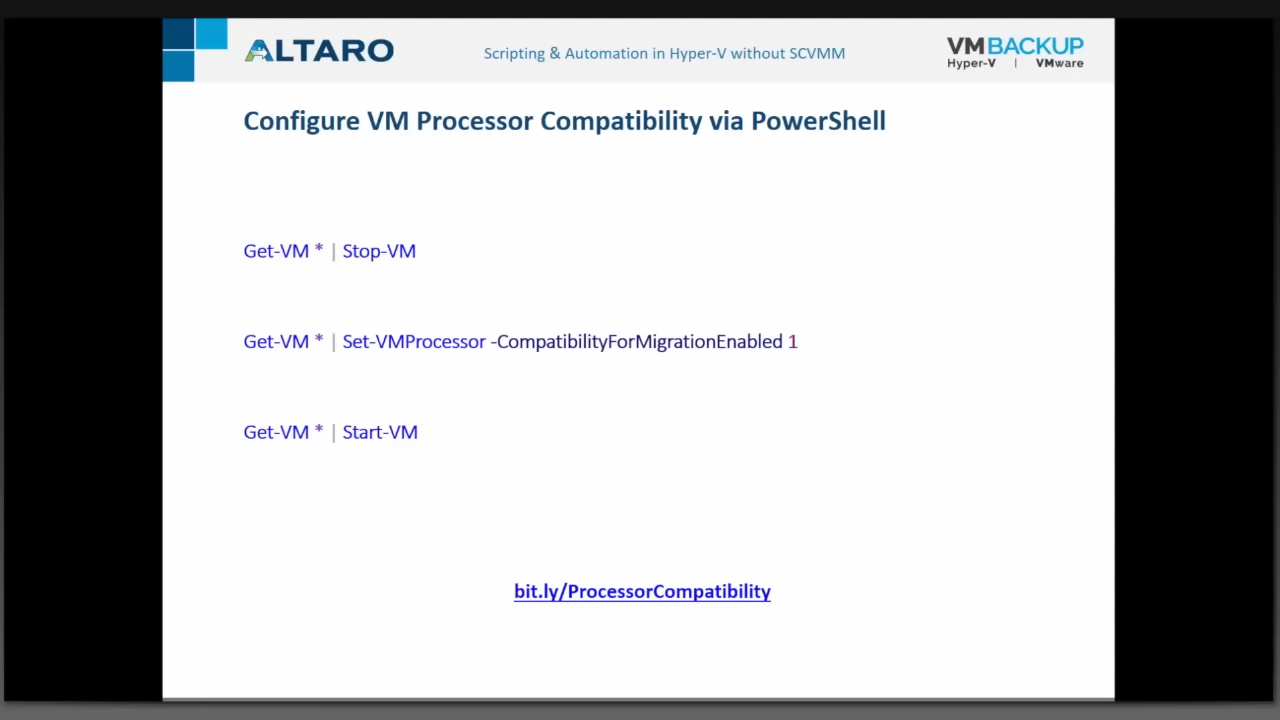 ALTARO
Scripting & Automation in Hyper-V without SCVMM
VMBACKUP
Hyper-V | VMware
Configure VM Processor Compatibility via PowerShell
Get-VM * | Stop-VM
Get-VM * | Set-VMProcessor -CompatibilityForMigrationEnabled 1
Get-VM * | Start-VM
bit.ly/ProcessorCompatibility